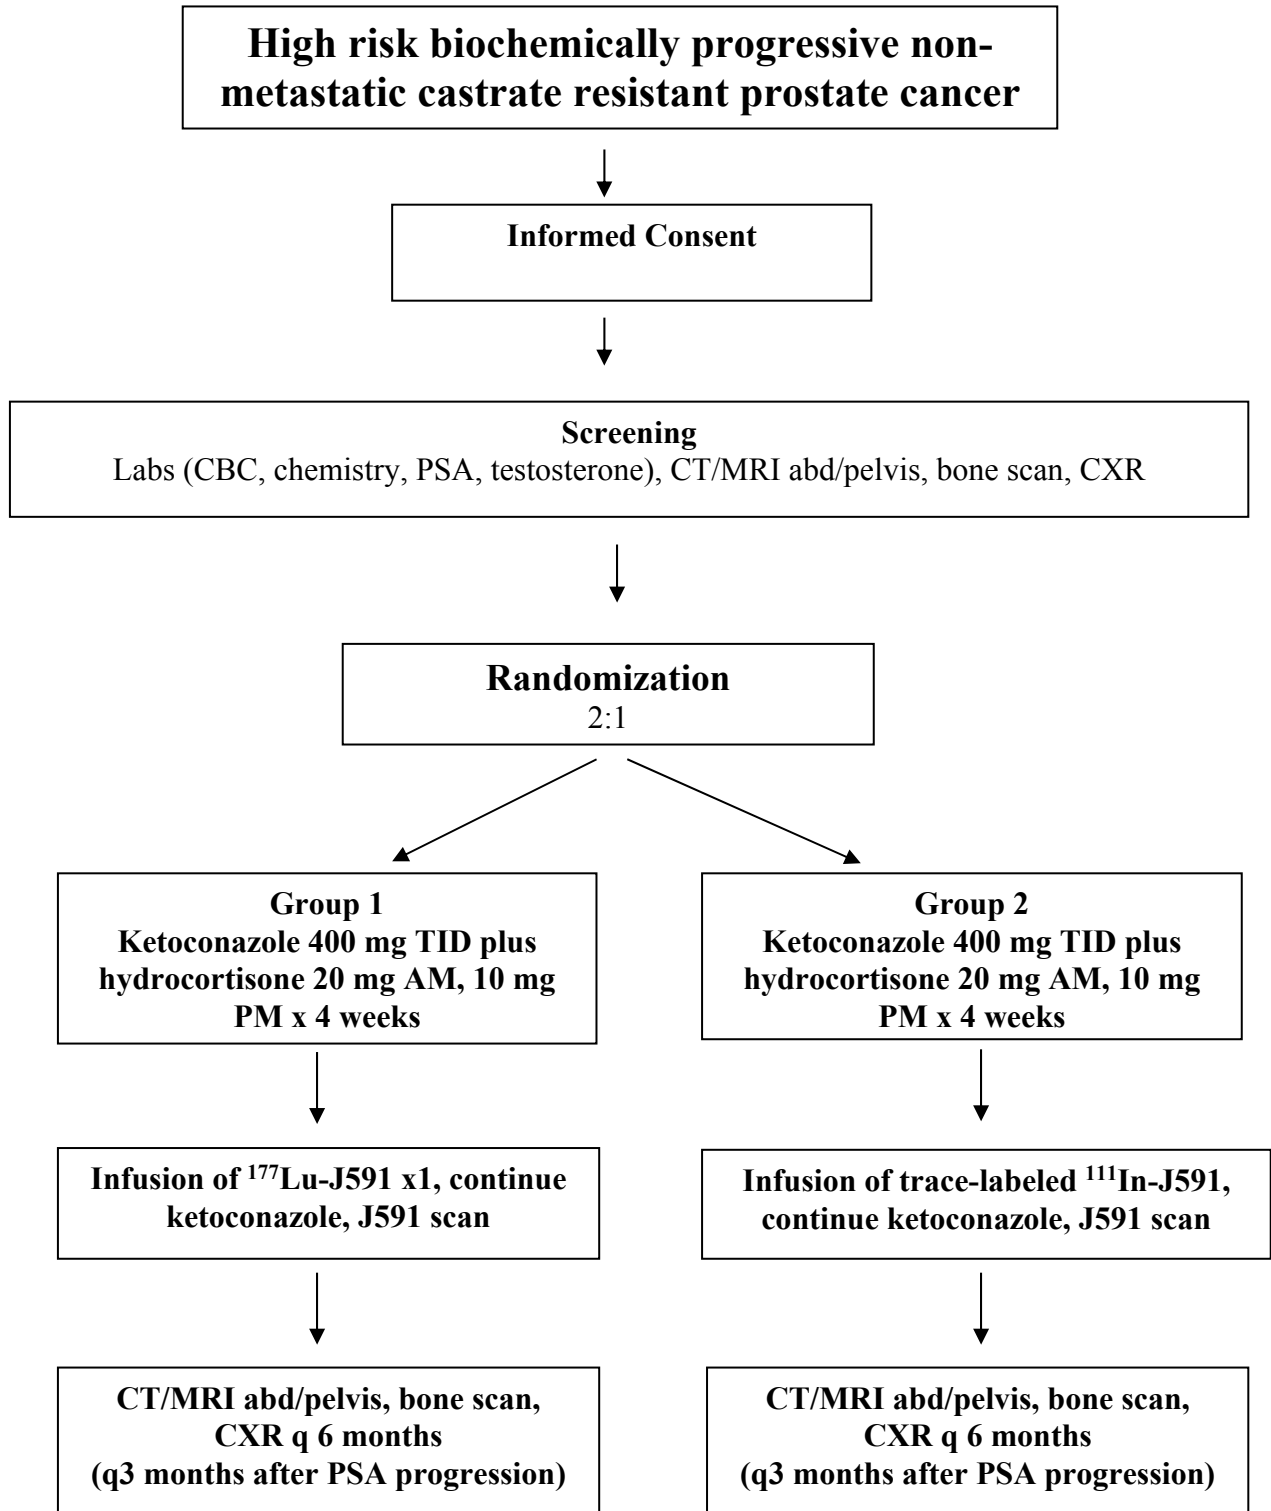 High risk biochemically progressive non-
metastatic castrate resistant prostate cancer
Informed Consent
Screening
Labs (CBC, chemistry, PSA, testosterone), CT/MRI abd/pelvis, bone scan, CXR
Randomization
2:1
Group 1
Ketoconazole 400 mg TID plus
hydrocortisone 20 mg AM, 10 mg
PM x 4 weeks
Group 2
Ketoconazole 400 mg TID plus
hydrocortisone 20 mg AM, 10 mg
PM x 4 weeks
Infusion of ¹⁷⁷Lu-J591 x1, continue
ketoconazole, J591 scan
Infusion of trace-labeled ¹¹¹In-J591,
continue ketoconazole, J591 scan
CT/MRI abd/pelvis, bone scan,
CXR q 6 months
(q3 months after PSA progression)
CT/MRI abd/pelvis, bone scan,
CXR q 6 months
(q3 months after PSA progression)